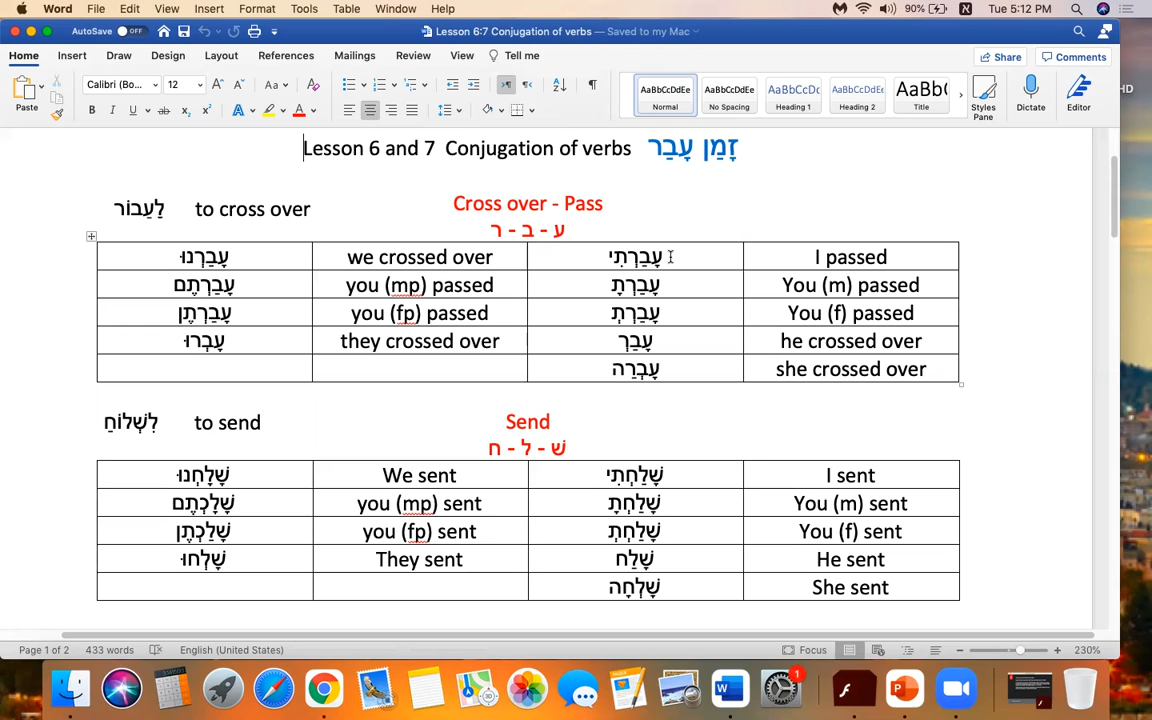 Word File Edit View Insert Format Tools Table Window Help 90% א Tue 5:12 PM
AutoSave OFF Lesson 6:7 Conjugation of verbs — Saved to my Mac
Home Insert Draw Design Layout References Mailings Review View Tell me Share Comments
Paste Calibri (Bo... 12 AaBbCcDdEe Normal AaBbCcDdEe No Spacing AaBbCcDc Heading 1 AaBbCcDdEe Heading 2 AaBbC Title Styles Pane Dictate Editor
HD
Lesson 6 and 7 Conjugation of verbs זְמַן עָבַר
לַעֲבוֹר to cross over Cross over - Pass
ע - ב - ר
עָבַרְנוּ we crossed over עָבַרְתִּי I passed
עָבַרְתֶּם you (mp) passed עָבַרְתָּ You (m) passed
עָבַרְתֶּן you (fp) passed עָבַרְתְּ You (f) passed
עָבְרוּ they crossed over עָבַר he crossed over
עָבְרַה she crossed over
לִשְׁלוֹחַ to send Send
שׁ - ל - ח
שָׁלַחְנוּ We sent שָׁלַחְתִּי I sent
שָׁלָכְתֶּם you (mp) sent שָׁלַחְתָּ You (m) sent
שָׁלַכְתֶּן you (fp) sent שָׁלַחְתְּ You (f) sent
שָׁלְחוּ They sent שָׁלַח He sent
שָׁלְחָה She sent
Page 1 of 2 433 words English (United States) Focus 230%